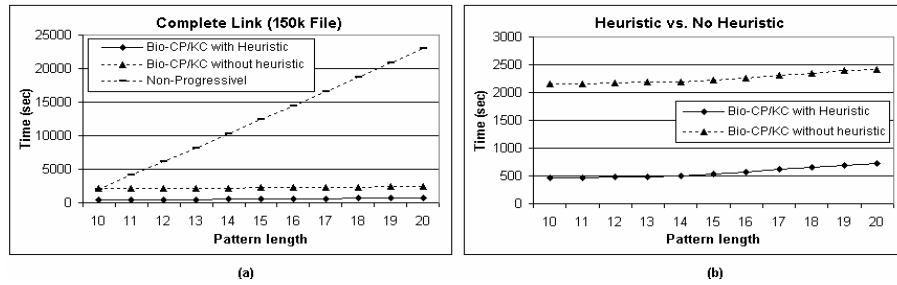 Complete Link (150k File)
25000
20000
15000
10000
5000
0
Time (sec)
Bio-CP/KC with Heuristic
Bio-CP/KC without heuristic
Non-Progressivel
10 11 12 13 14 15 16 17 18 19 20
Pattern length
(a)
Heuristic vs. No Heuristic
3000
2500
2000
1500
1000
500
0
Time (sec)
Bio-CP/KC with Heuristic
Bio-CP/KC without heuristic
10 11 12 13 14 15 16 17 18 19 20
Pattern length
(b)